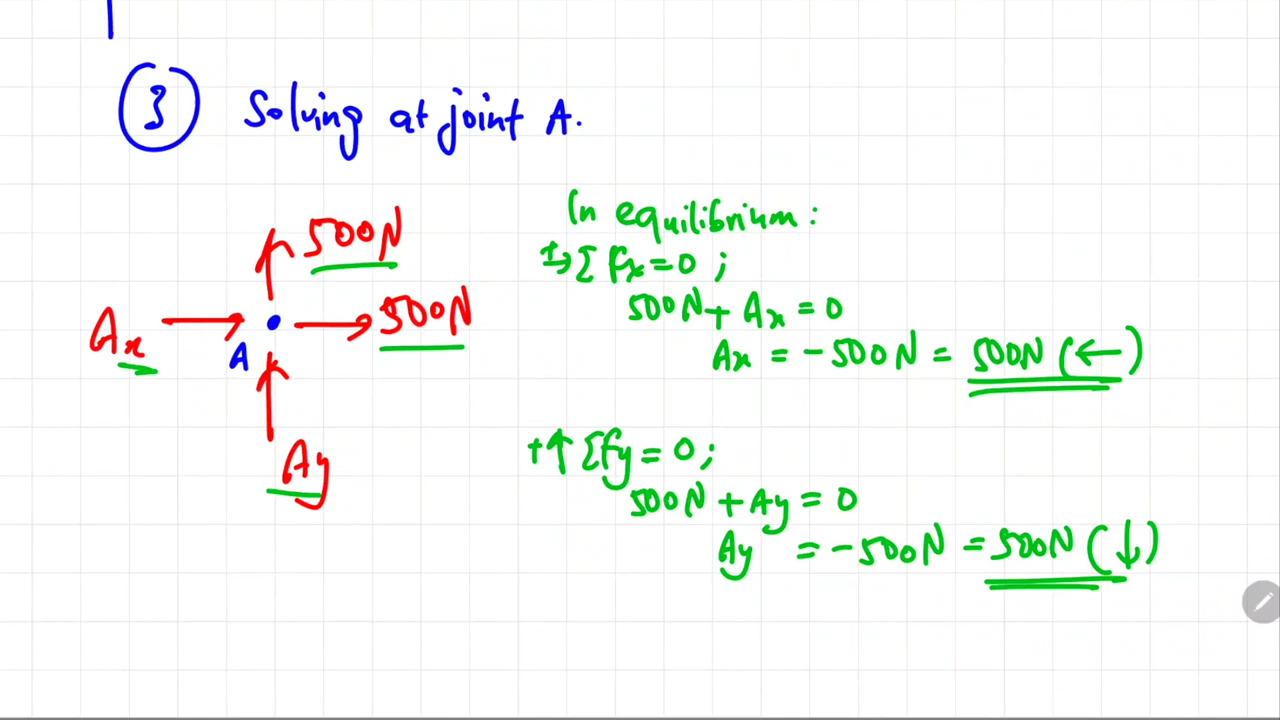 ③ Solving at joint A.
500N
Ax → A → 500N
Ay
In equilibrium:
+→ Σfx = 0 ;
500N + Ax = 0
Ax = -500N = 500N (←)
+↑ Σfy = 0 ;
500N + Ay = 0
Ay = -500N = 500N (↓)